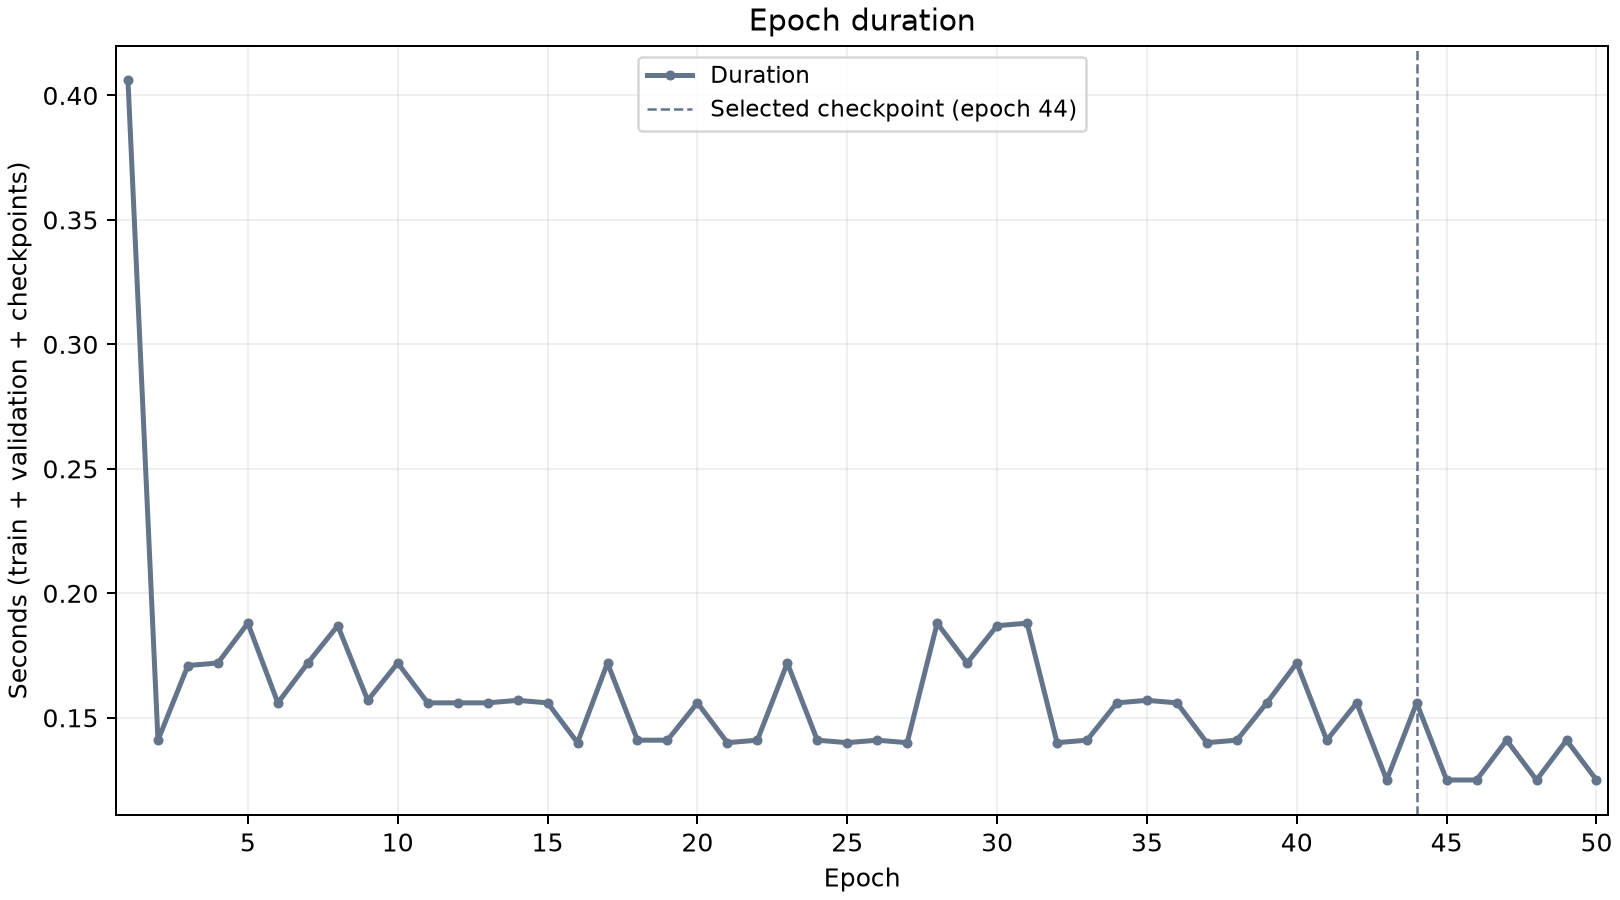 Epoch duration
Duration
Selected checkpoint (epoch 44)
Seconds (train + validation + checkpoints)
0.40
0.35
0.30
0.25
0.20
0.15
5 10 15 20 25 30 35 40 45 50
Epoch